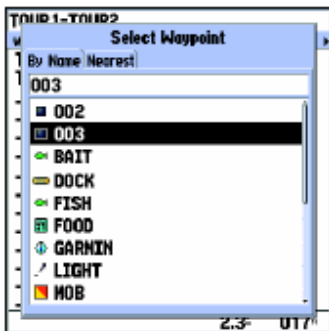 TOUR1-TOUR2
Select Waypoint
By Name Nearest
003
002
003
BAIT
DOCK
FISH
FOOD
GARMIN
LIGHT
MOB
2.3 017